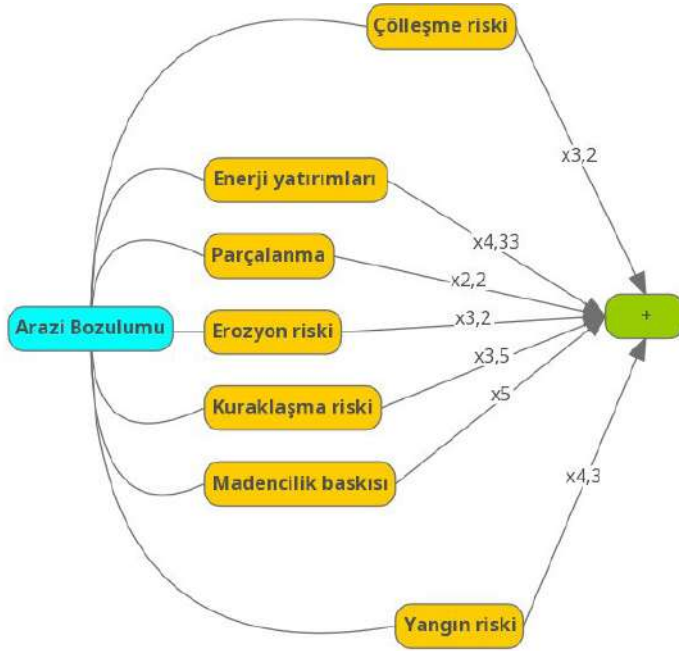 Çölleşme riski
x3,2
Enerji yatırımları
x4,33
Parçalanma
x2,2
Arazi Bozulumu
Erozyon riski
x3,2
+
Kuraklaşma riski
x3,5
Madencilik baskısı
x5
x4,3
Yangın riski